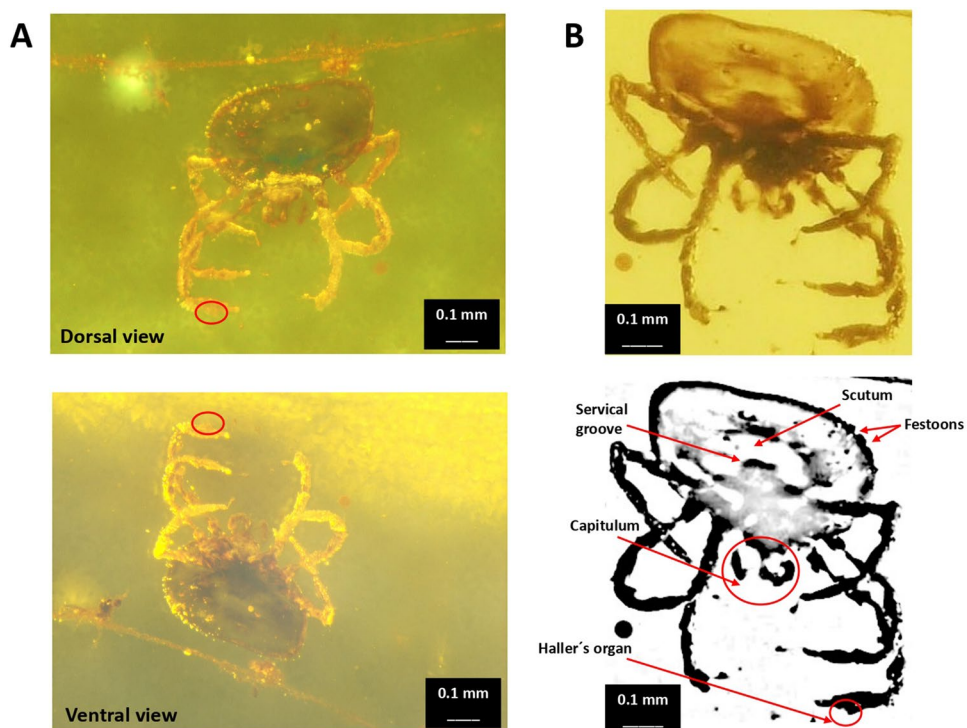 A
B
Dorsal view
0.1 mm
0.1 mm
Ventral view
0.1 mm
Scutum
Servical
groove
Festoons
Capitulum
Haller´s organ
0.1 mm